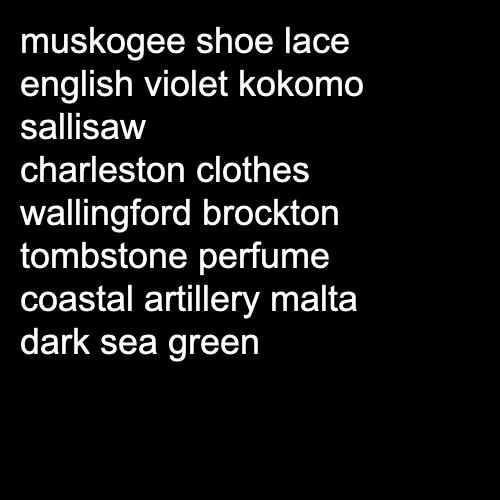 muskogee shoe lace
english violet kokomo
sallisaw
charleston clothes
wallingford brockton
tombstone perfume
coastal artillery malta
dark sea green